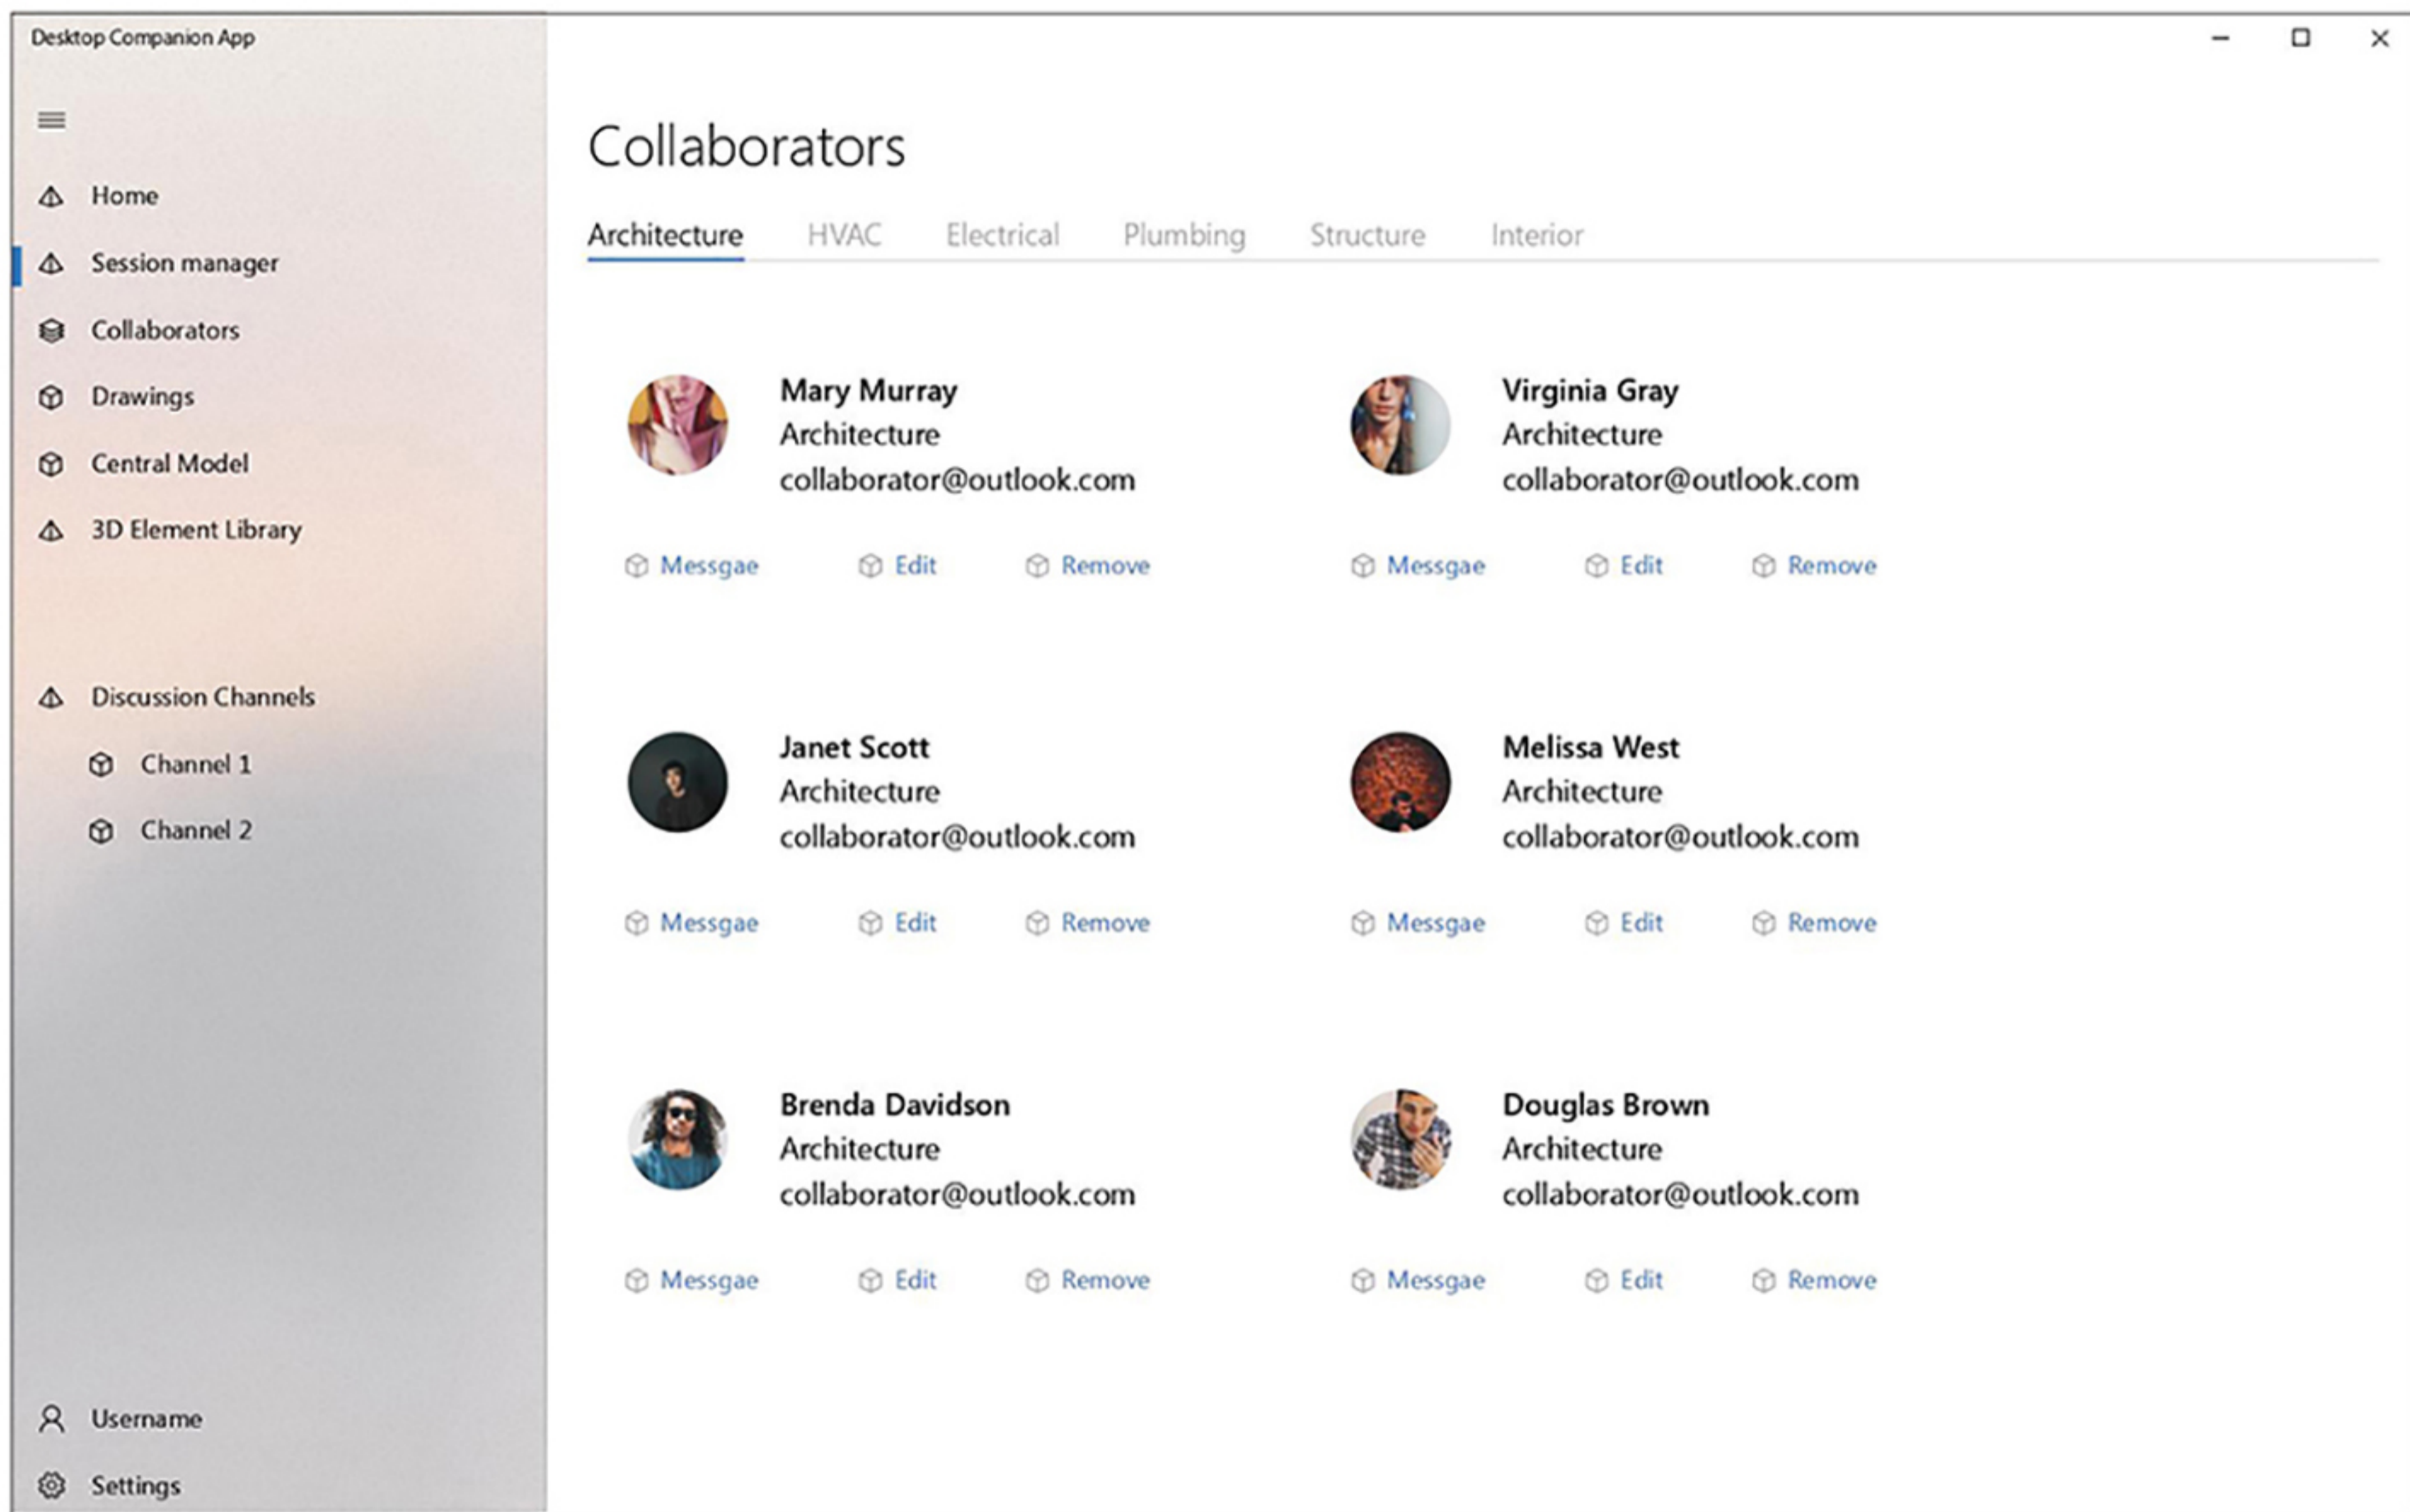 Desktop Companion App
Home
Session manager
Collaborators
Drawings
Central Model
3D Element Library
Discussion Channels
Channel 1
Channel 2
Username
Settings
Collaborators
Architecture HVAC Electrical Plumbing Structure Interior
Mary Murray
Architecture
collaborator@outlook.com
Messgae Edit Remove
Virginia Gray
Architecture
collaborator@outlook.com
Messgae Edit Remove
Janet Scott
Architecture
collaborator@outlook.com
Messgae Edit Remove
Melissa West
Architecture
collaborator@outlook.com
Messgae Edit Remove
Brenda Davidson
Architecture
collaborator@outlook.com
Messgae Edit Remove
Douglas Brown
Architecture
collaborator@outlook.com
Messgae Edit Remove